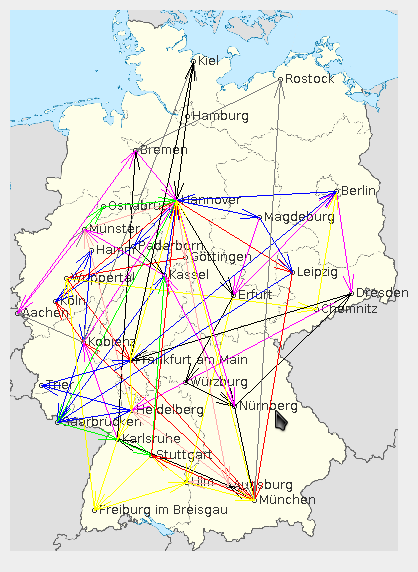 Kiel
Rostock
Hamburg
Bremen
Berlin
Hannover
Osnabrück
Magdeburg
Münster
Hamm
Paderborn
Göttingen
Wuppertal
Kassel
Leipzig
Köln
Erfurt
Dresden
Aachen
Chemnitz
Koblenz
Frankfurt am Main
Trier
Würzburg
Heidelberg
Nürnberg
Saarbrücken
Karlsruhe
Stuttgart
Ulm
Augsburg
München
Freiburg im Breisgau